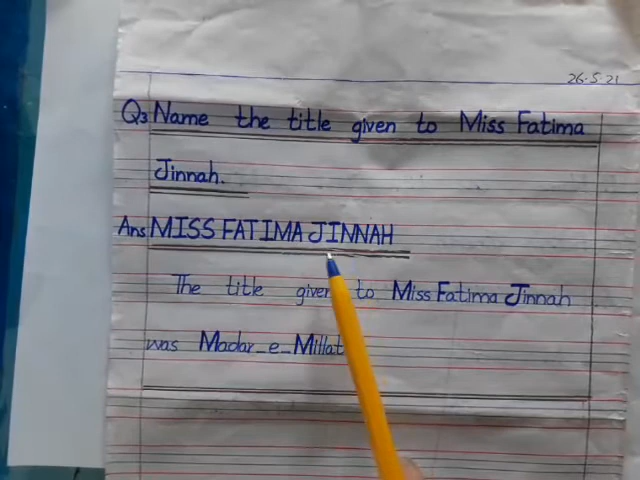 26-5-21
Q3 Name the title given to Miss Fatima
Jinnah.
Ans MISS FATIMA JINNAH
The title given to Miss Fatima Jinnah
was Madar-e-Millat